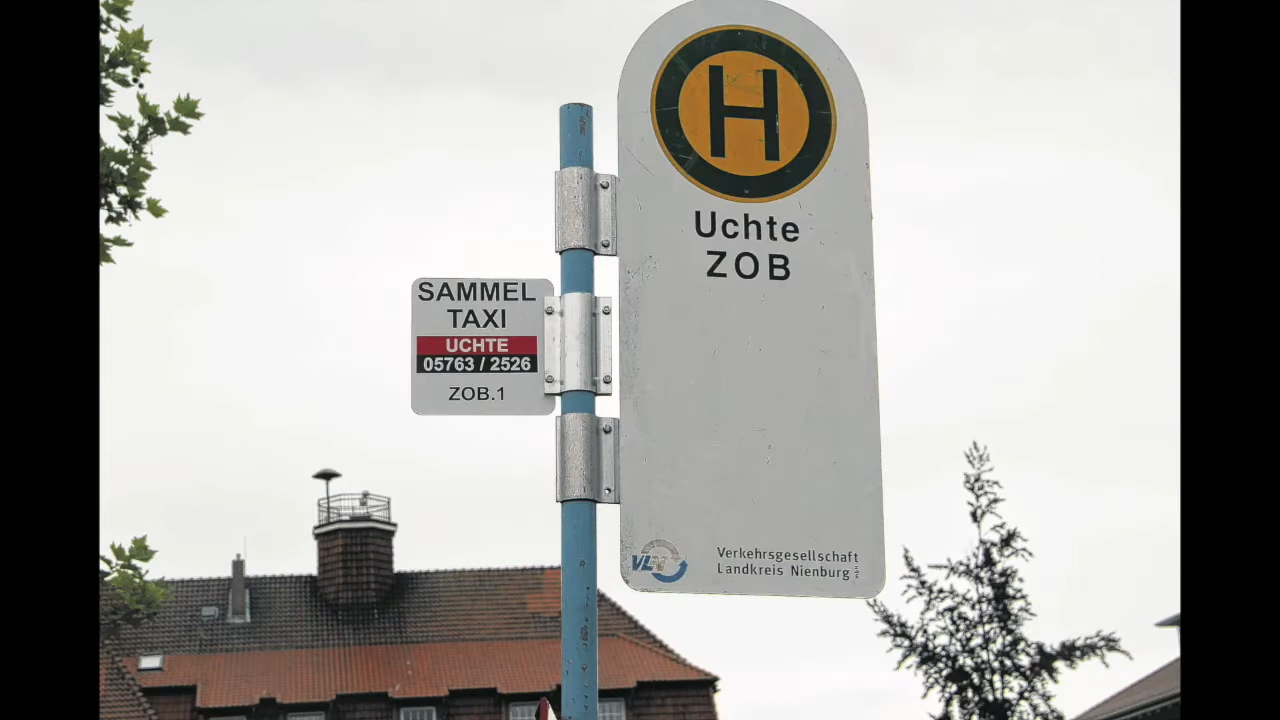 H
Uchte
ZOB
SAMMEL
TAXI
UCHTE
05763 / 2526
ZOB.1
Verkehrsgesellschaft
Landkreis Nienburg